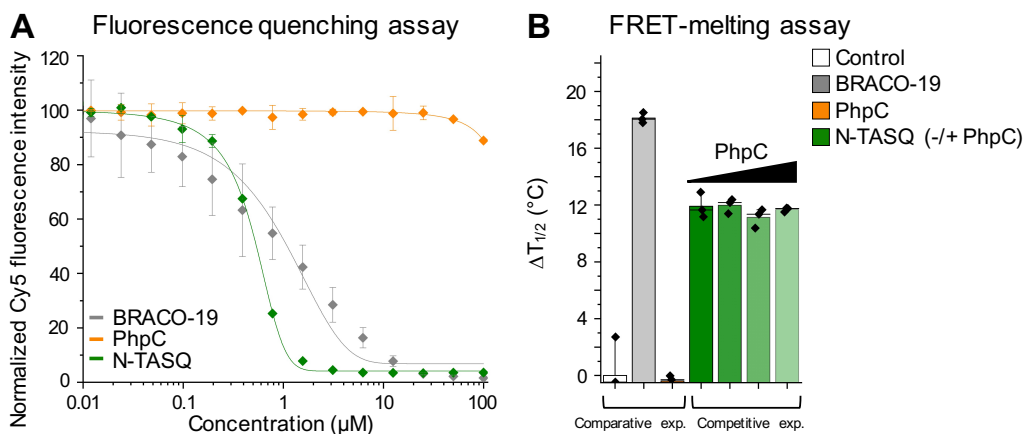 A Fluorescence quenching assay
Normalized Cy5 fluorescence intensity
120
100
80
60
40
20
0
BRACO-19
PhpC
N-TASQ
0.01 0.1 1 10 100
Concentration (µM)
B FRET-melting assay
Control
BRACO-19
PhpC
N-TASQ (-/+ PhpC)
ΔT1/2 (°C)
20
18
16
14
12
8
4
0
PhpC
Comparative exp. Competitive exp.